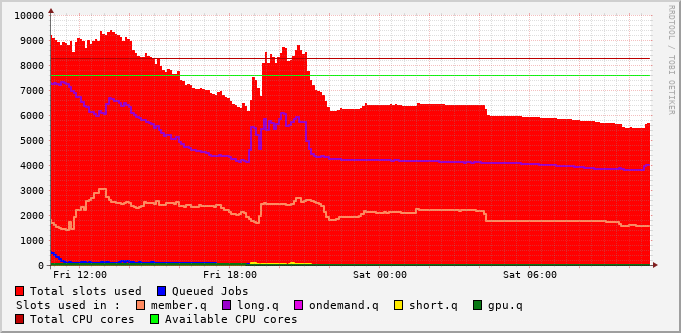 RRDTOOL / TOBI OETIKER
10000
9000
8000
7000
6000
5000
4000
3000
2000
1000
0
Fri 12:00 Fri 18:00 Sat 00:00 Sat 06:00
Total slots used Queued Jobs
Slots used in : member.q long.q ondemand.q short.q gpu.q
Total CPU cores Available CPU cores